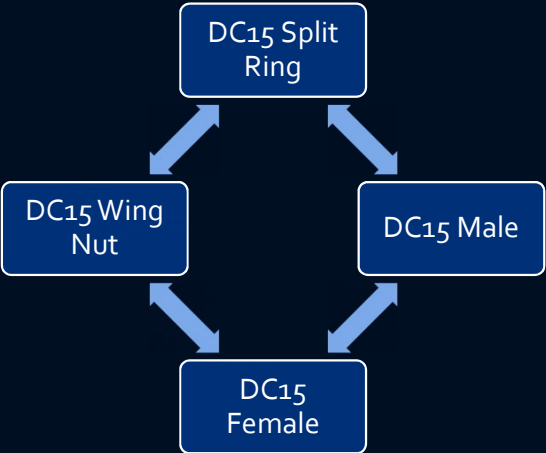 DC15 Split
Ring
DC15 Wing
Nut
DC15 Male
DC15
Female